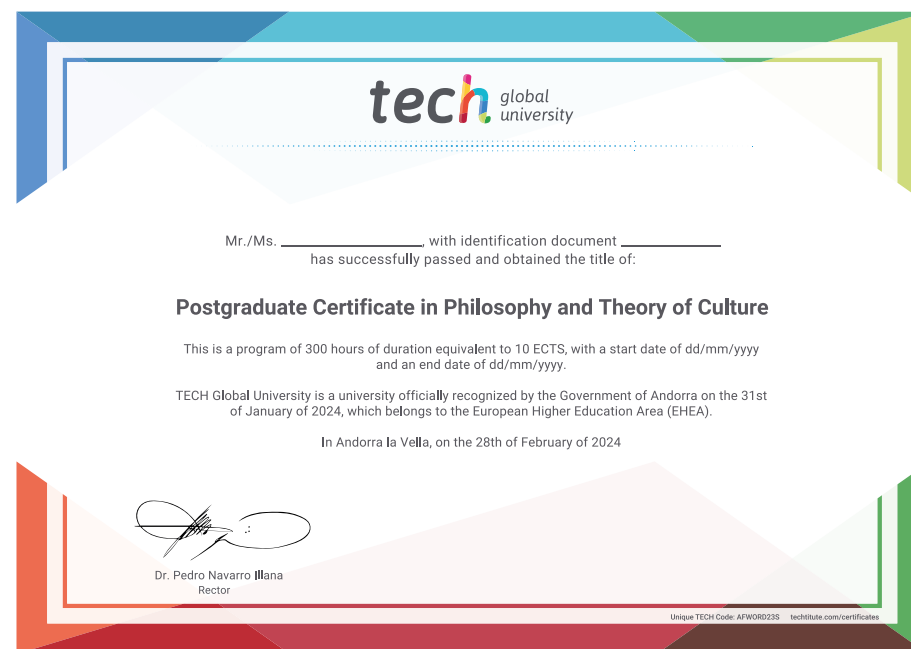 tech global university
Mr./Ms. ____________________, with identification document ______________
has successfully passed and obtained the title of:
Postgraduate Certificate in Philosophy and Theory of Culture
This is a program of 300 hours of duration equivalent to 10 ECTS, with a start date of dd/mm/yyyy
and an end date of dd/mm/yyyy.
TECH Global University is a university officially recognized by the Government of Andorra on the 31st
of January of 2024, which belongs to the European Higher Education Area (EHEA).
In Andorra la Vella, on the 28th of February of 2024
Dr. Pedro Navarro Illana
Rector
Unique TECH Code: AFWORD23S techtitute.com/certificates